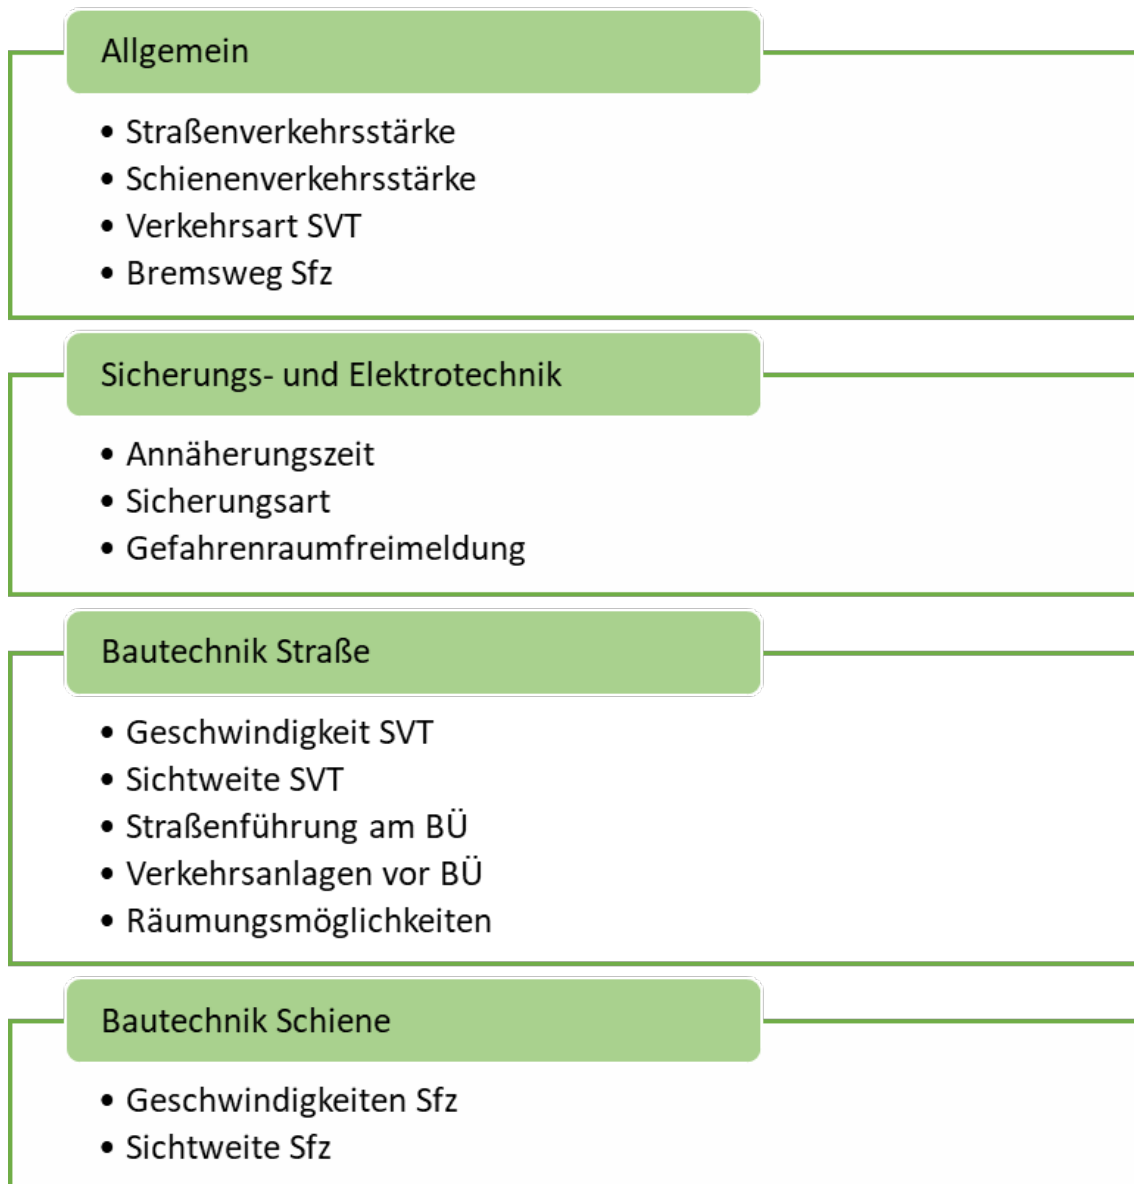 Allgemein
• Straßenverkehrsstärke
• Schienenverkehrsstärke
• Verkehrsart SVT
• Bremsweg Sfz
Sicherungs- und Elektrotechnik
• Annäherungszeit
• Sicherungsart
• Gefahrenraumfreimeldung
Bautechnik Straße
• Geschwindigkeit SVT
• Sichtweite SVT
• Straßenführung am BÜ
• Verkehrsanlagen vor BÜ
• Räumungsmöglichkeiten
Bautechnik Schiene
• Geschwindigkeiten Sfz
• Sichtweite Sfz